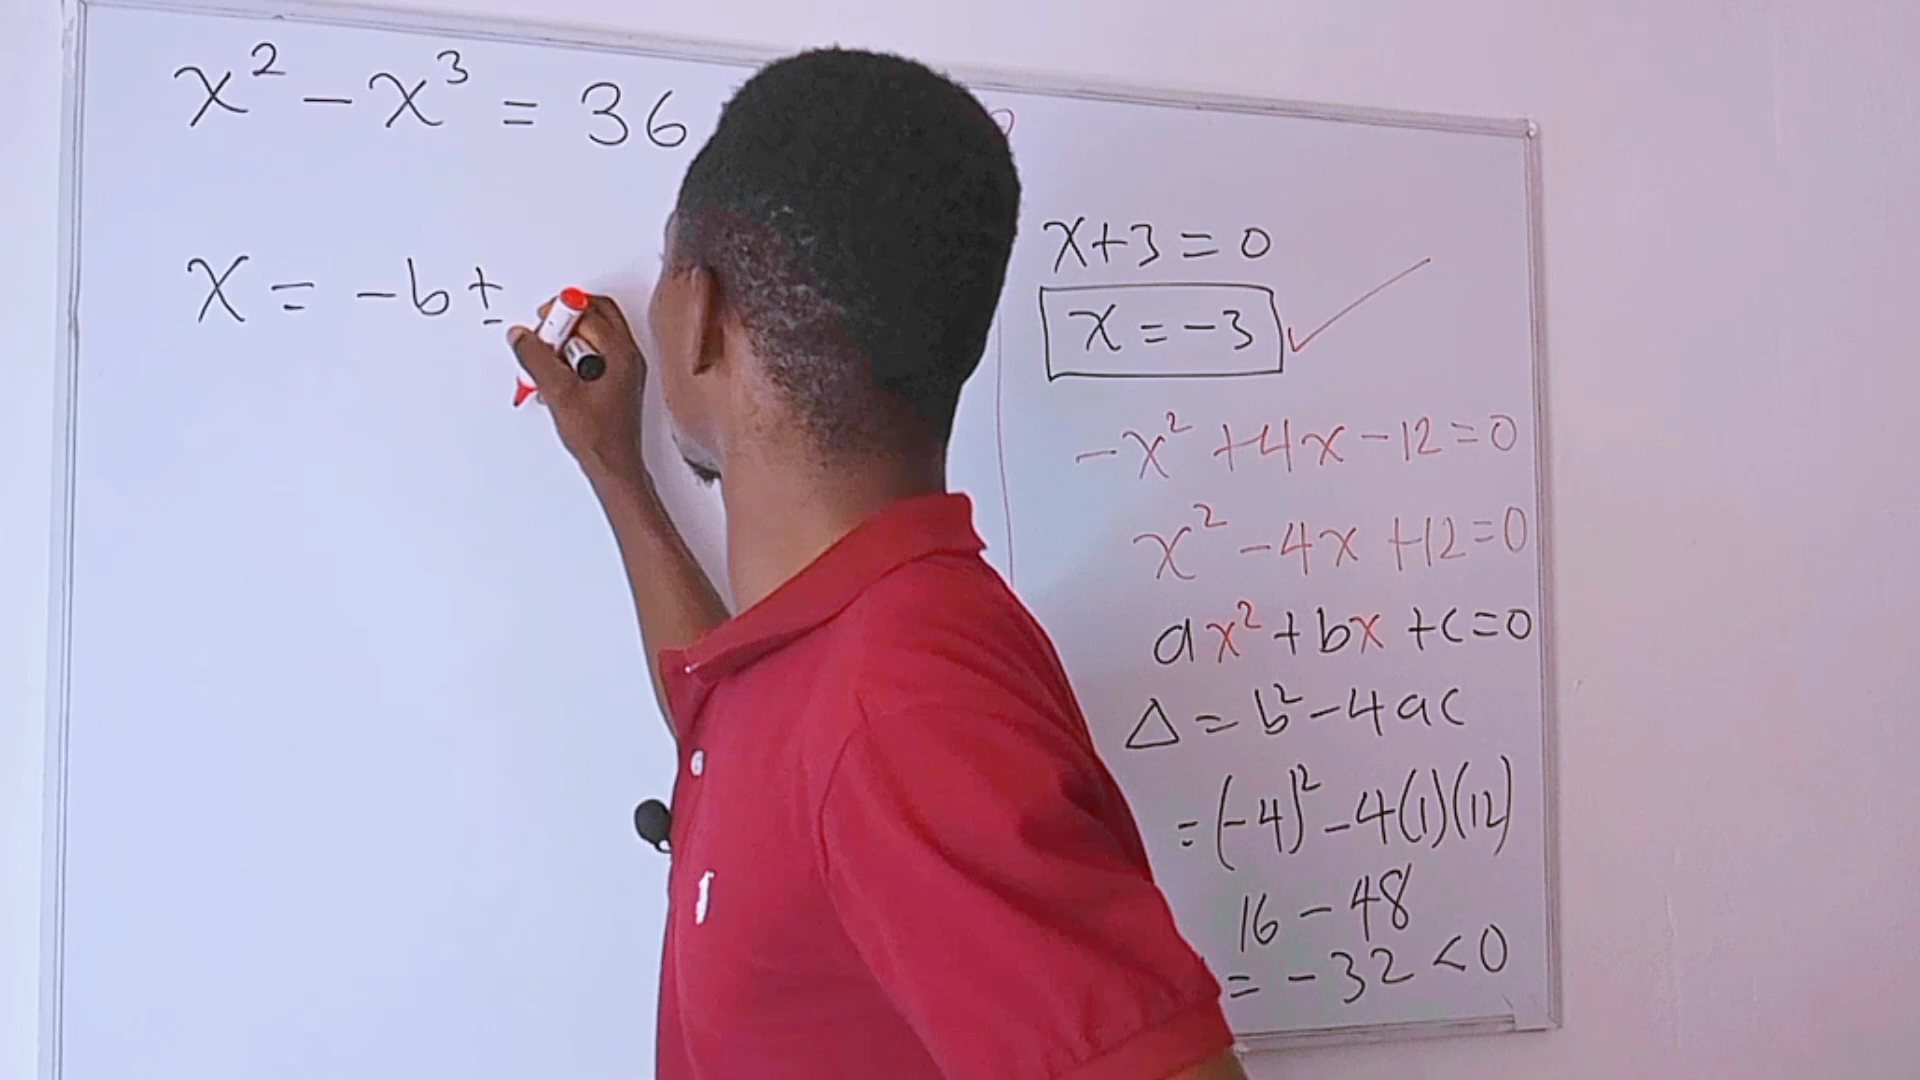 x² - x³ = 36
x = -b ±
x + 3 = 0
x = -3
-x² + 4x - 12 = 0
x² - 4x + 12 = 0
ax² + bx + c = 0
Δ = b² - 4ac
= (-4)² - 4(1)(12)
16 - 48
= -32 < 0